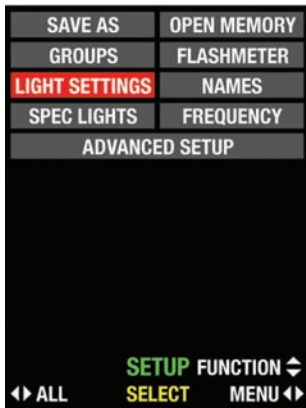 SAVE AS OPEN MEMORY
GROUPS FLASHMETER
LIGHT SETTINGS NAMES
SPEC LIGHTS FREQUENCY
ADVANCED SETUP
SETUP FUNCTION
ALL SELECT MENU